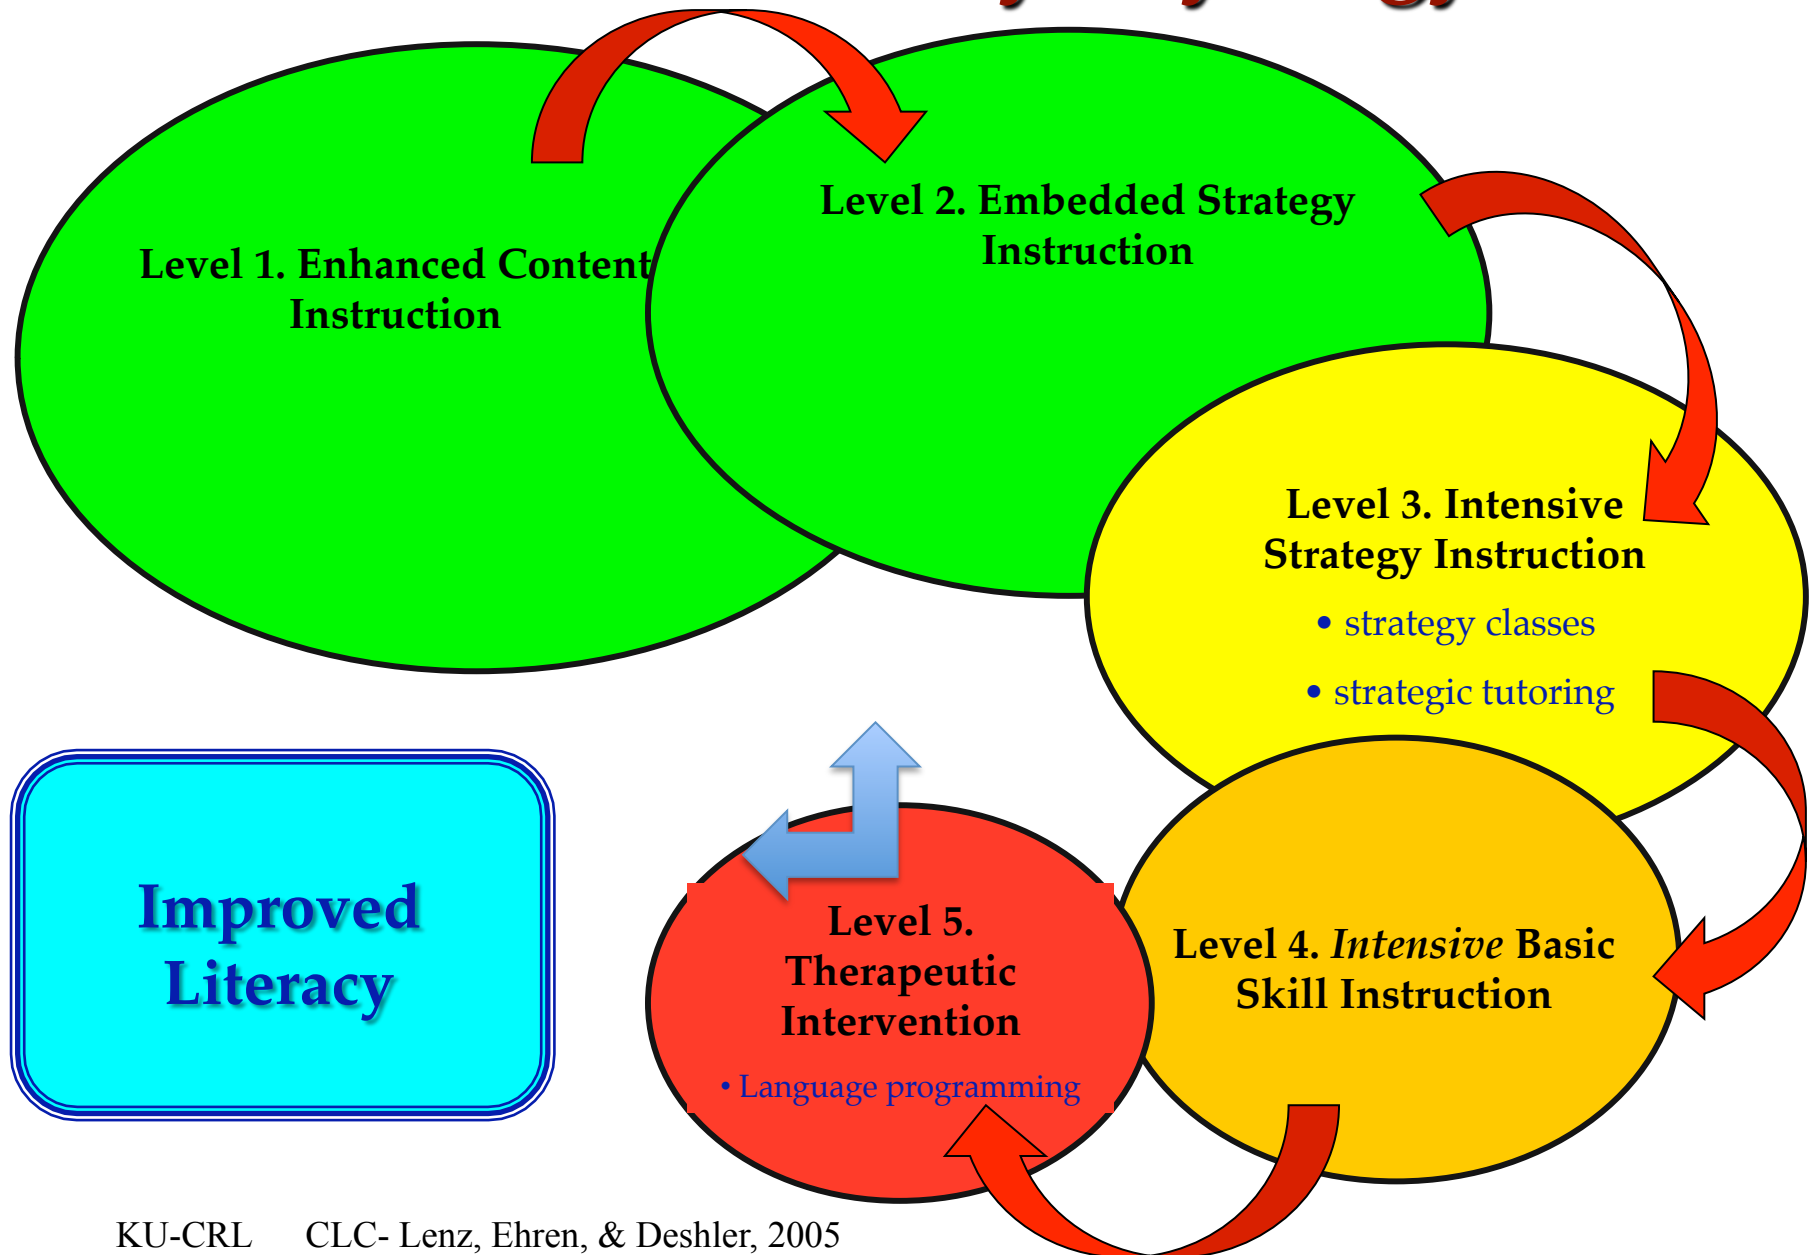 Level 1. Enhanced Content
Instruction
Level 2. Embedded Strategy
Instruction
Level 3. Intensive
Strategy Instruction
• strategy classes
• strategic tutoring
Level 4. Intensive Basic
Skill Instruction
Level 5.
Therapeutic
Intervention
• Language programming
Improved
Literacy
KU-CRL CLC- Lenz, Ehren, & Deshler, 2005